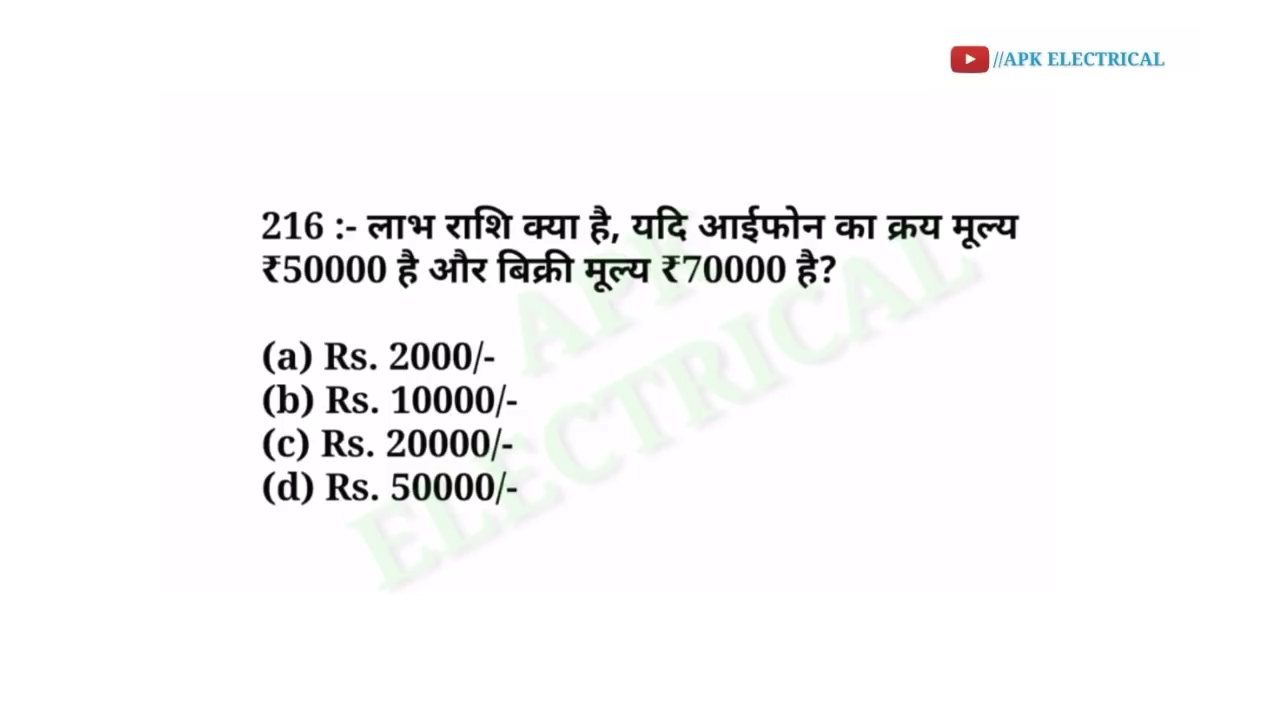 //APK ELECTRICAL
216 :- लाभ राशि क्या है, यदि आईफोन का क्रय मूल्य
₹50000 है और बिक्री मूल्य ₹70000 है?
(a) Rs. 2000/-
(b) Rs. 10000/-
(c) Rs. 20000/-
(d) Rs. 50000/-
APK
ELECTRICAL